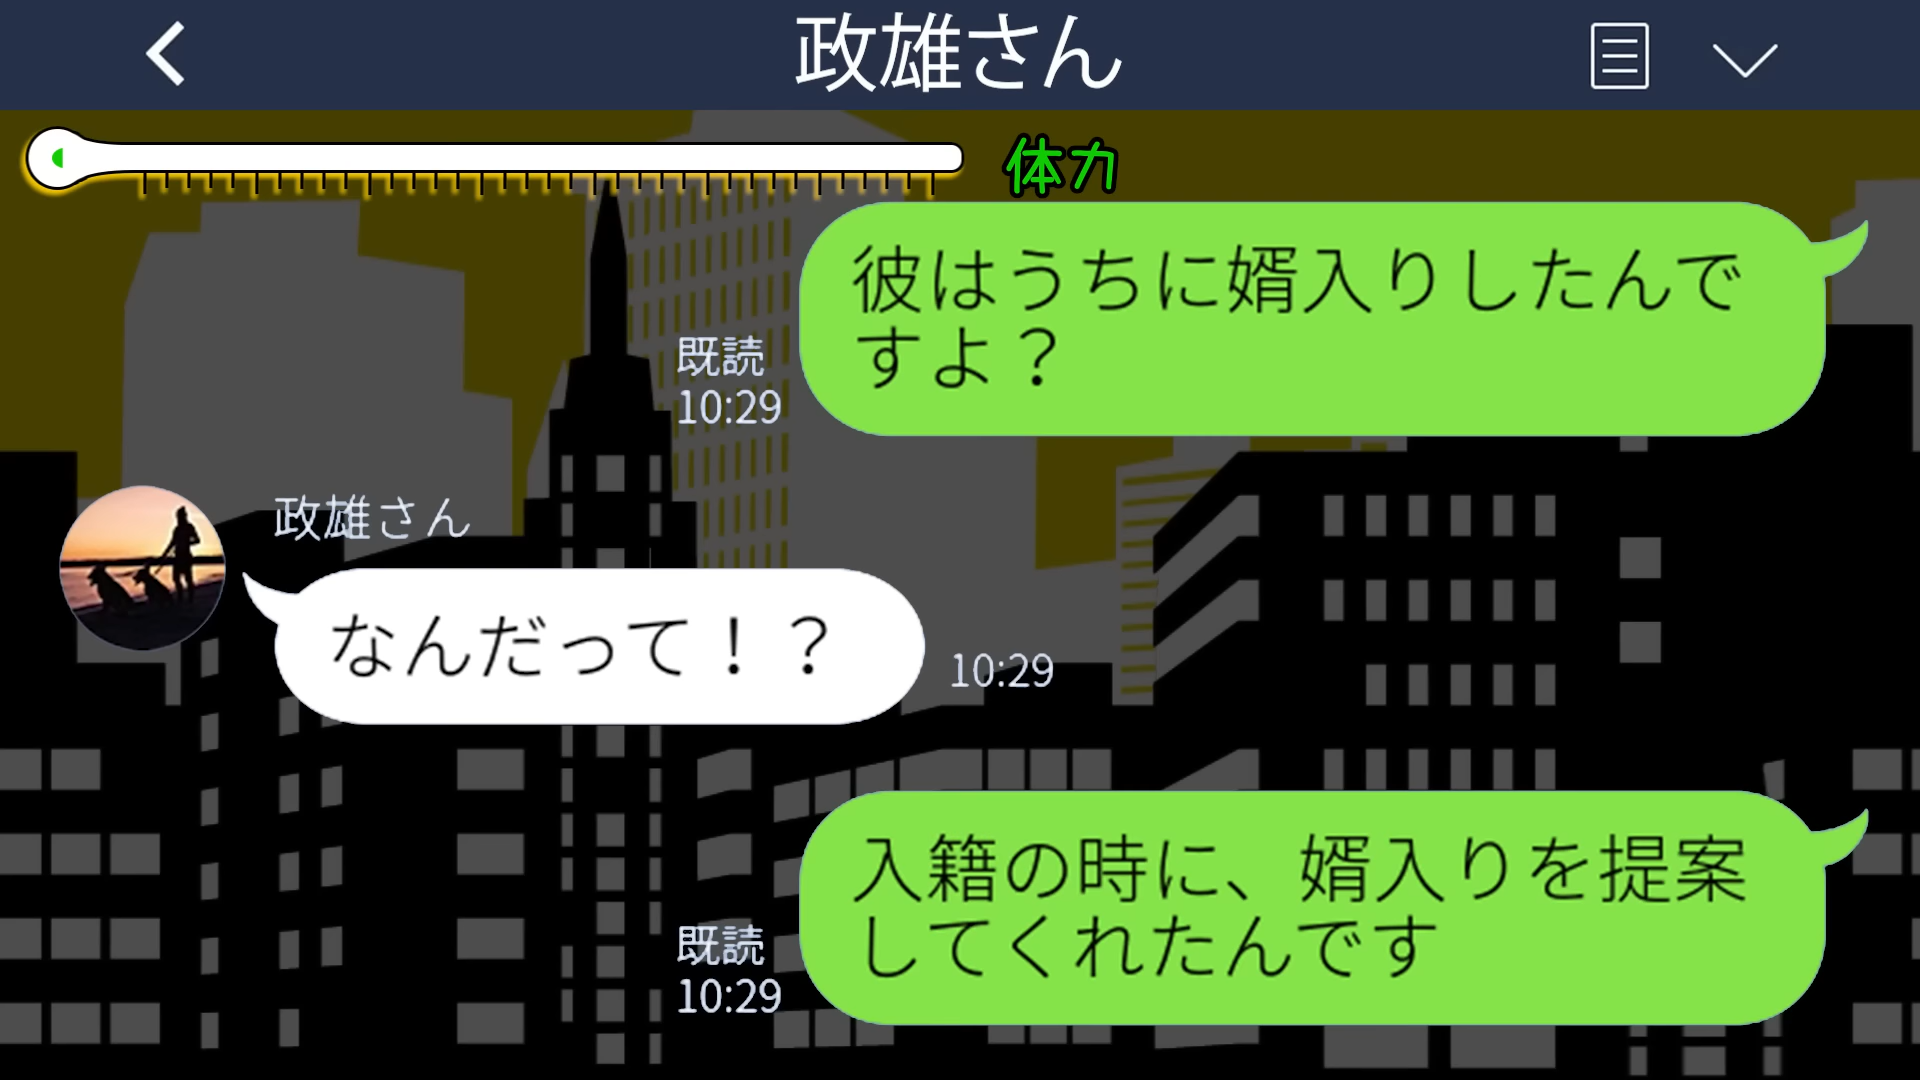 政雄さん
体力
彼はうちに婿入りしたんで
すよ？
既読
10:29
政雄さん
なんだって！？
10:29
入籍の時に、婿入りを提案
してくれたんです
既読
10:29